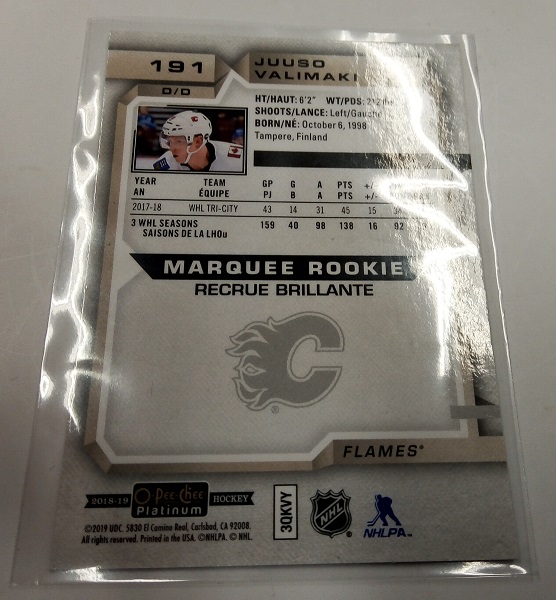 191 JUUSO VALIMAKI
D/D
HT/HAUT: 6'2" WT/PDS:
SHOOTS/LANCE: Left/Gauche
BORN/NÉ: October 6, 1998
Tampere, Finland
YEAR TEAM GP G A PTS +/-
AN ÉQUIPE PJ B A PTS +/-
2017-18 WHL TRI-CITY 43 14 31 45 15
3 WHL SEASONS 159 40 98 138 16 92
SAISONS DE LA LHOu
MARQUEE ROOKIE
RECRUE BRILLANTE
C
®
FLAMES®
2018-19 O-Pee-Chee Platinum HOCKEY
©2019 UDC. 5830 El Camino Real, Carlsbad, CA 92008.
All rights reserved. Printed in the USA. ©NHLPA. © NHL.
3QKVY
NHL
NHLPA